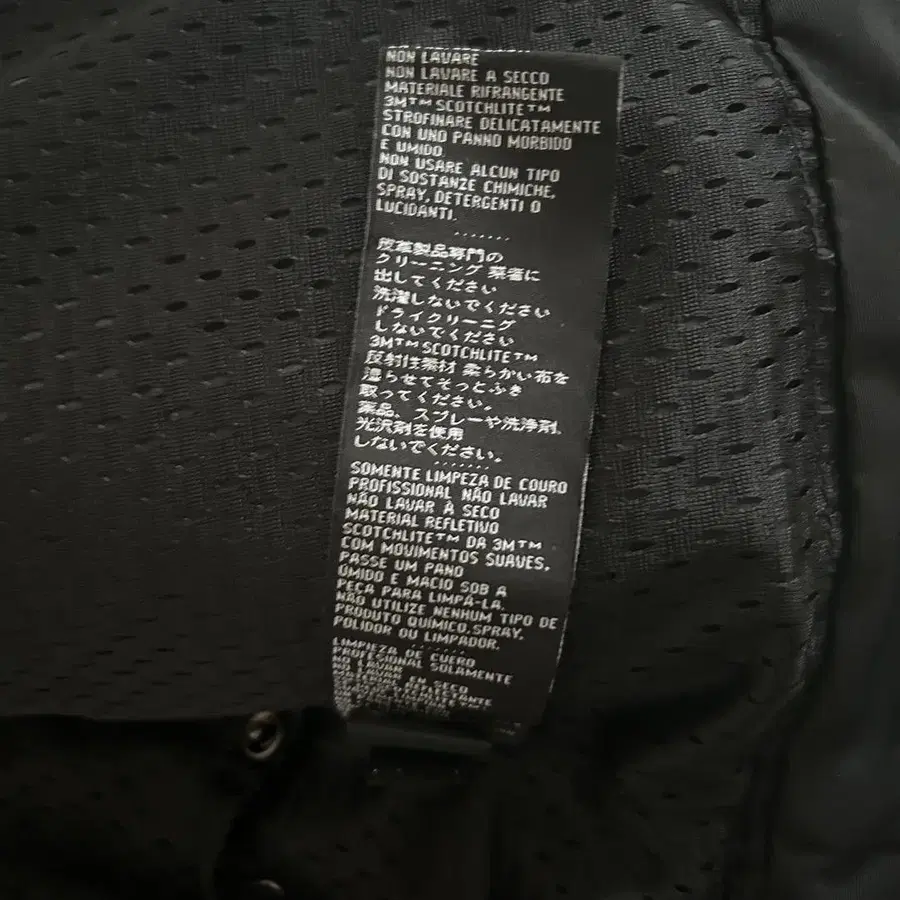 NON LAVARE
NON LAVARE A SECCO
MATERIALE RIFRANGENTE
3M™ SCOTCHLITE™
STROFINARE DELICATAMENTE
CON UNO PANNO MORBIDO
E UMIDO.
NON USARE ALCUN TIPO
DI SOSTANZE CHIMICHE,
SPRAY, DETERGENTI O
LUCIDANTI.
皮革製品専門の
クリーニング 業者に
出してください
洗濯しないでください
ドライクリーニング
しないでください
3M™ SCOTCHLITE™
反射性素材 柔らかい布を
湿らせてそっとふき
取ってください。
薬品、スプレーや洗浄剤、
光沢剤を使用
しないでください。
SOMENTE LIMPEZA DE COURO
PROFISSIONAL NÃO LAVAR
NÃO LAVAR À SECO
MATERIAL REFLETIVO
SCOTCHLITE™ DA 3M™
COM MOVIMENTOS SUAVES,
PASSE UM PANO
ÚMIDO E MACIO SOB A
PEÇA PARA LIMPÁ-LA.
NÃO UTILIZE NENHUM TIPO DE
PRODUTO QUÍMICO, SPRAY,
POLIDOR OU LIMPADOR.
LIMPIEZA DE CUERO
PROFESIONAL SOLAMENTE
NO LAVAR
NO LAVAR EN SECO